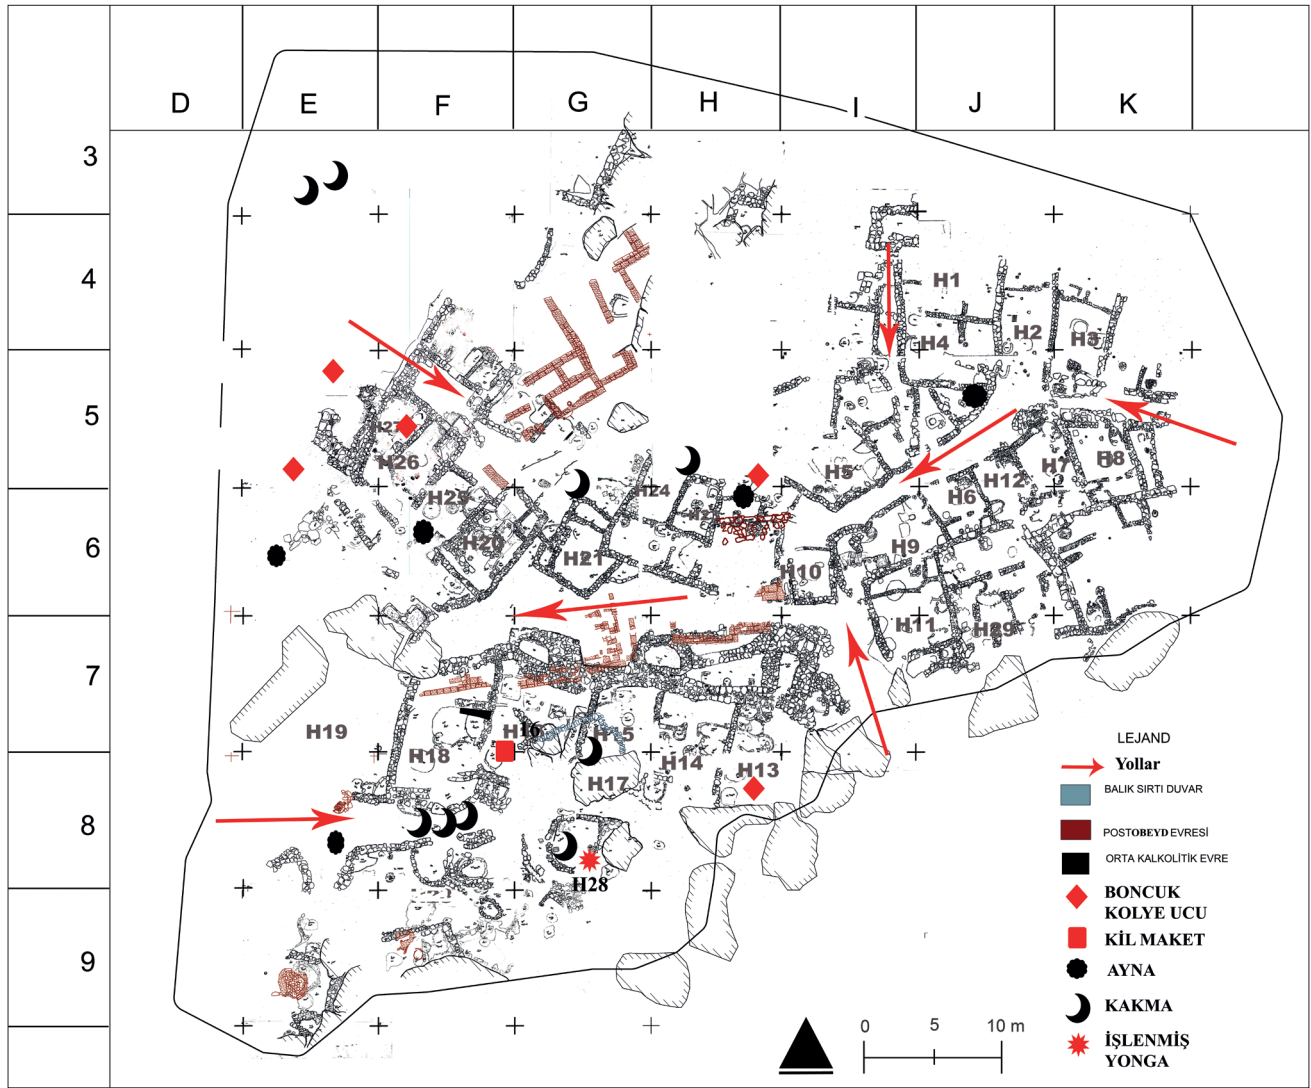 D E F G H I J K
3
4
5
6
7
8
9
H1
H4
H2
H3
H27
H26
H25
H20
H21
H24
H5
H6
H12
H7
H8
H9
H10
H11
H29
H19
H18
H16
H15
H17
H14
H13
H28
LEJAND
Yollar
BALIK SIRTI DUVAR
POSTOBEYD EVRESİ
ORTA KALKOLİTİK EVRE
BONCUK
KOLYE UCU
KİL MAKET
AYNA
KAKMA
İŞLENMİŞ
YONGA
0 5 10 m